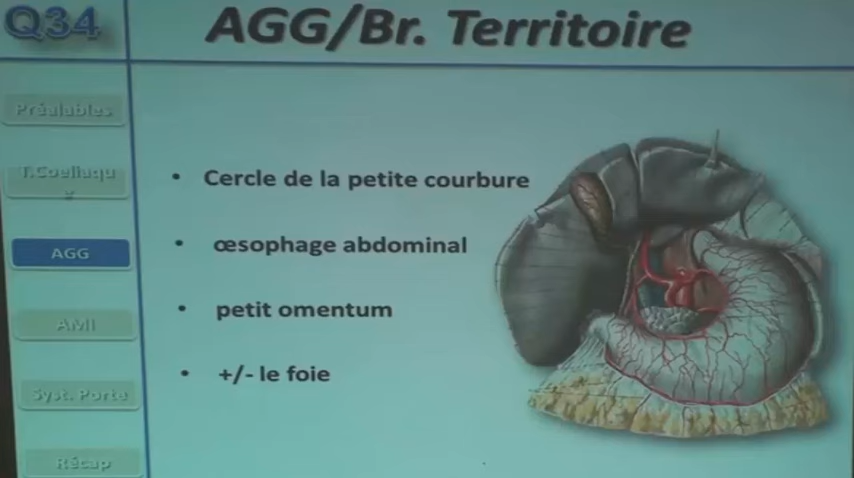 Q34
AGG/Br. Territoire
Préalables
T.Coeliaqu
e
AGG
AMI
Syst. Porte
Récap
• Cercle de la petite courbure
• œsophage abdominal
• petit omentum
• +/- le foie